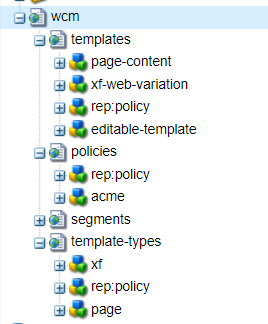 wcm
templates
page-content
xf-web-variation
rep:policy
editable-template
policies
rep:policy
acme
segments
template-types
xf
rep:policy
page